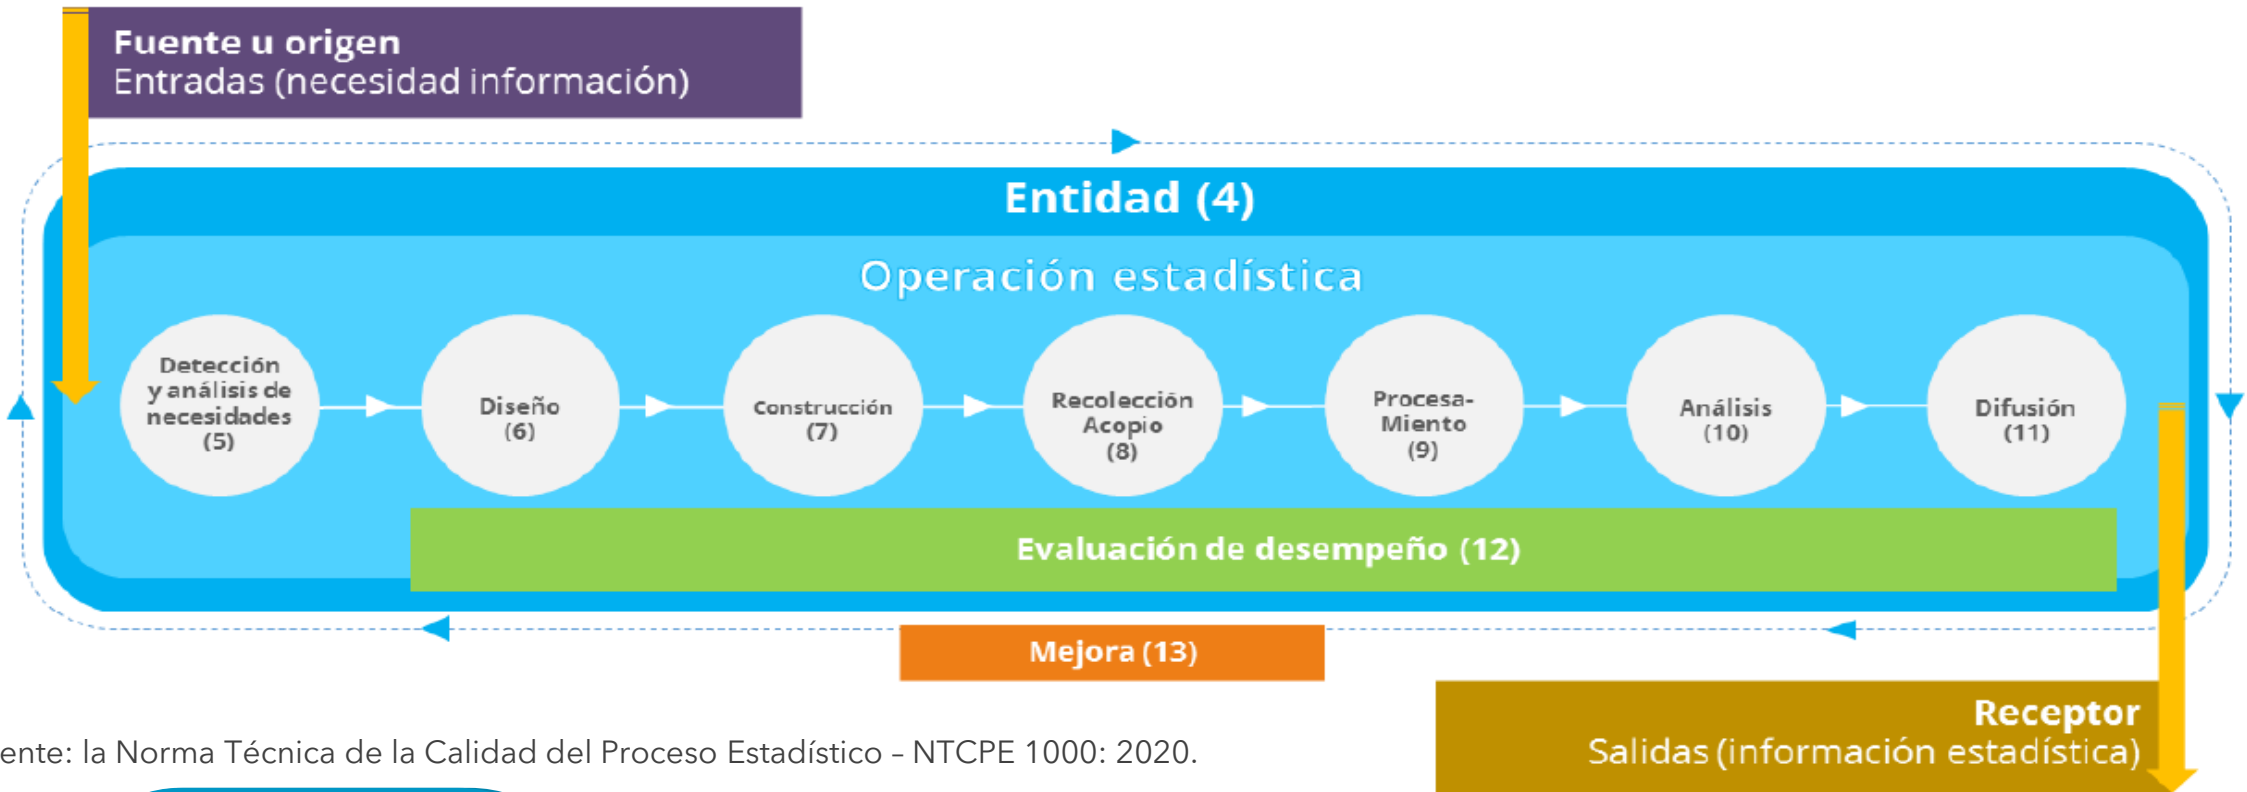 Fuente u origen
Entradas (necesidad información)
Entidad (4)
Operación estadística
Detección
y análisis de
necesidades
(5)
Diseño
(6)
Construcción
(7)
Recolección
Acopio
(8)
Procesa-
Miento
(9)
Análisis
(10)
Difusión
(11)
Evaluación de desempeño (12)
Mejora (13)
Receptor
Salidas (información estadística)
ente: la Norma Técnica de la Calidad del Proceso Estadístico – NTCPE 1000: 2020.